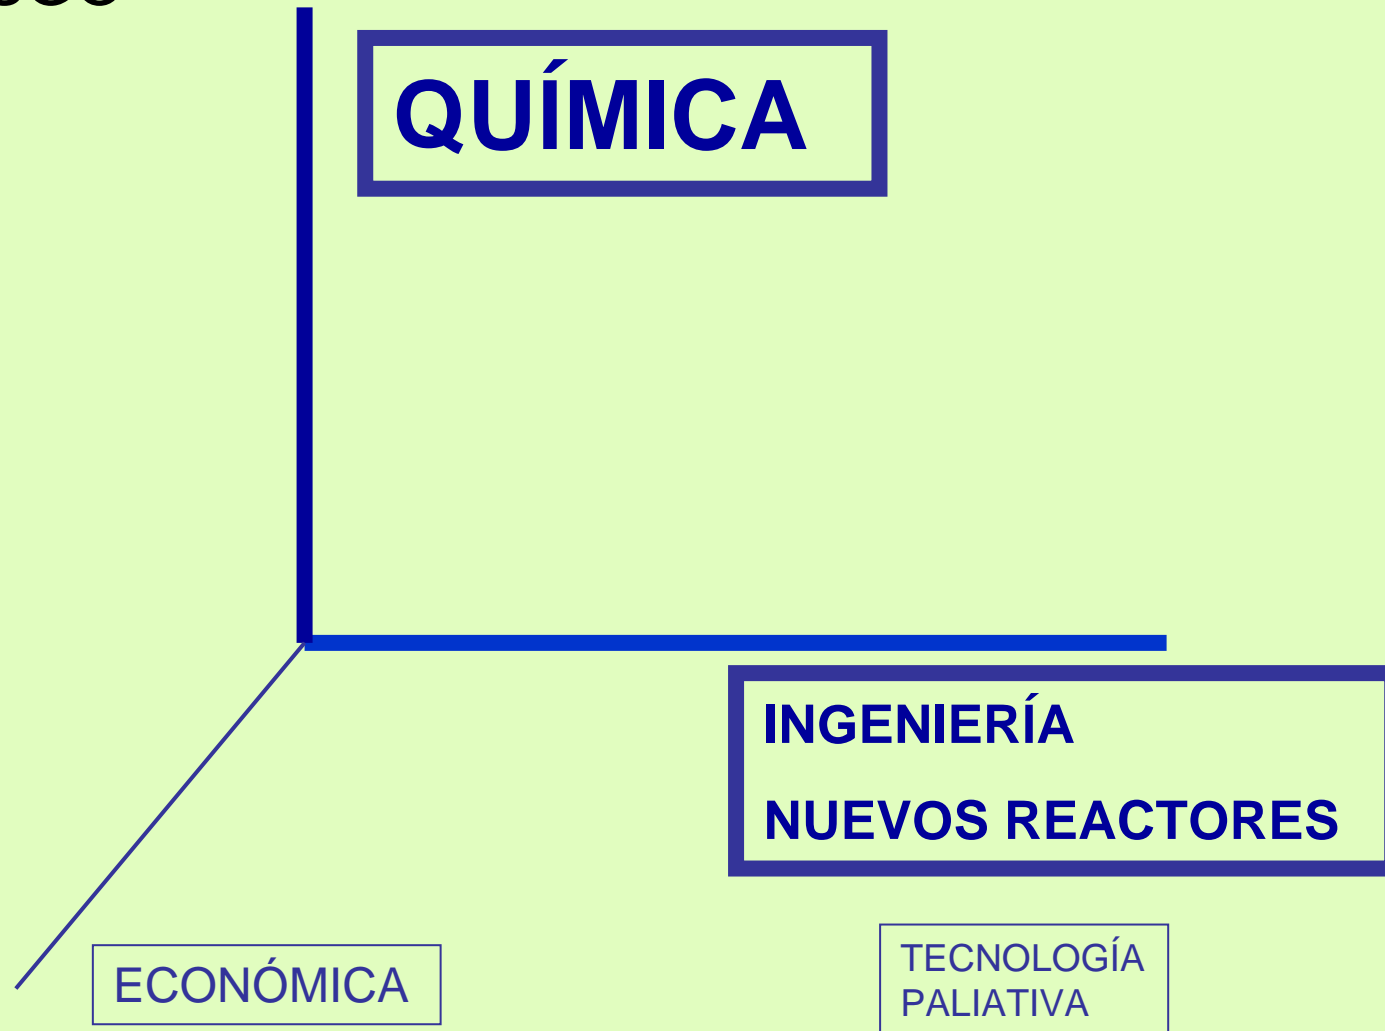 QUÍMICA
INGENIERÍA
NUEVOS REACTORES
ECONÓMICA
TECNOLOGÍA
PALIATIVA